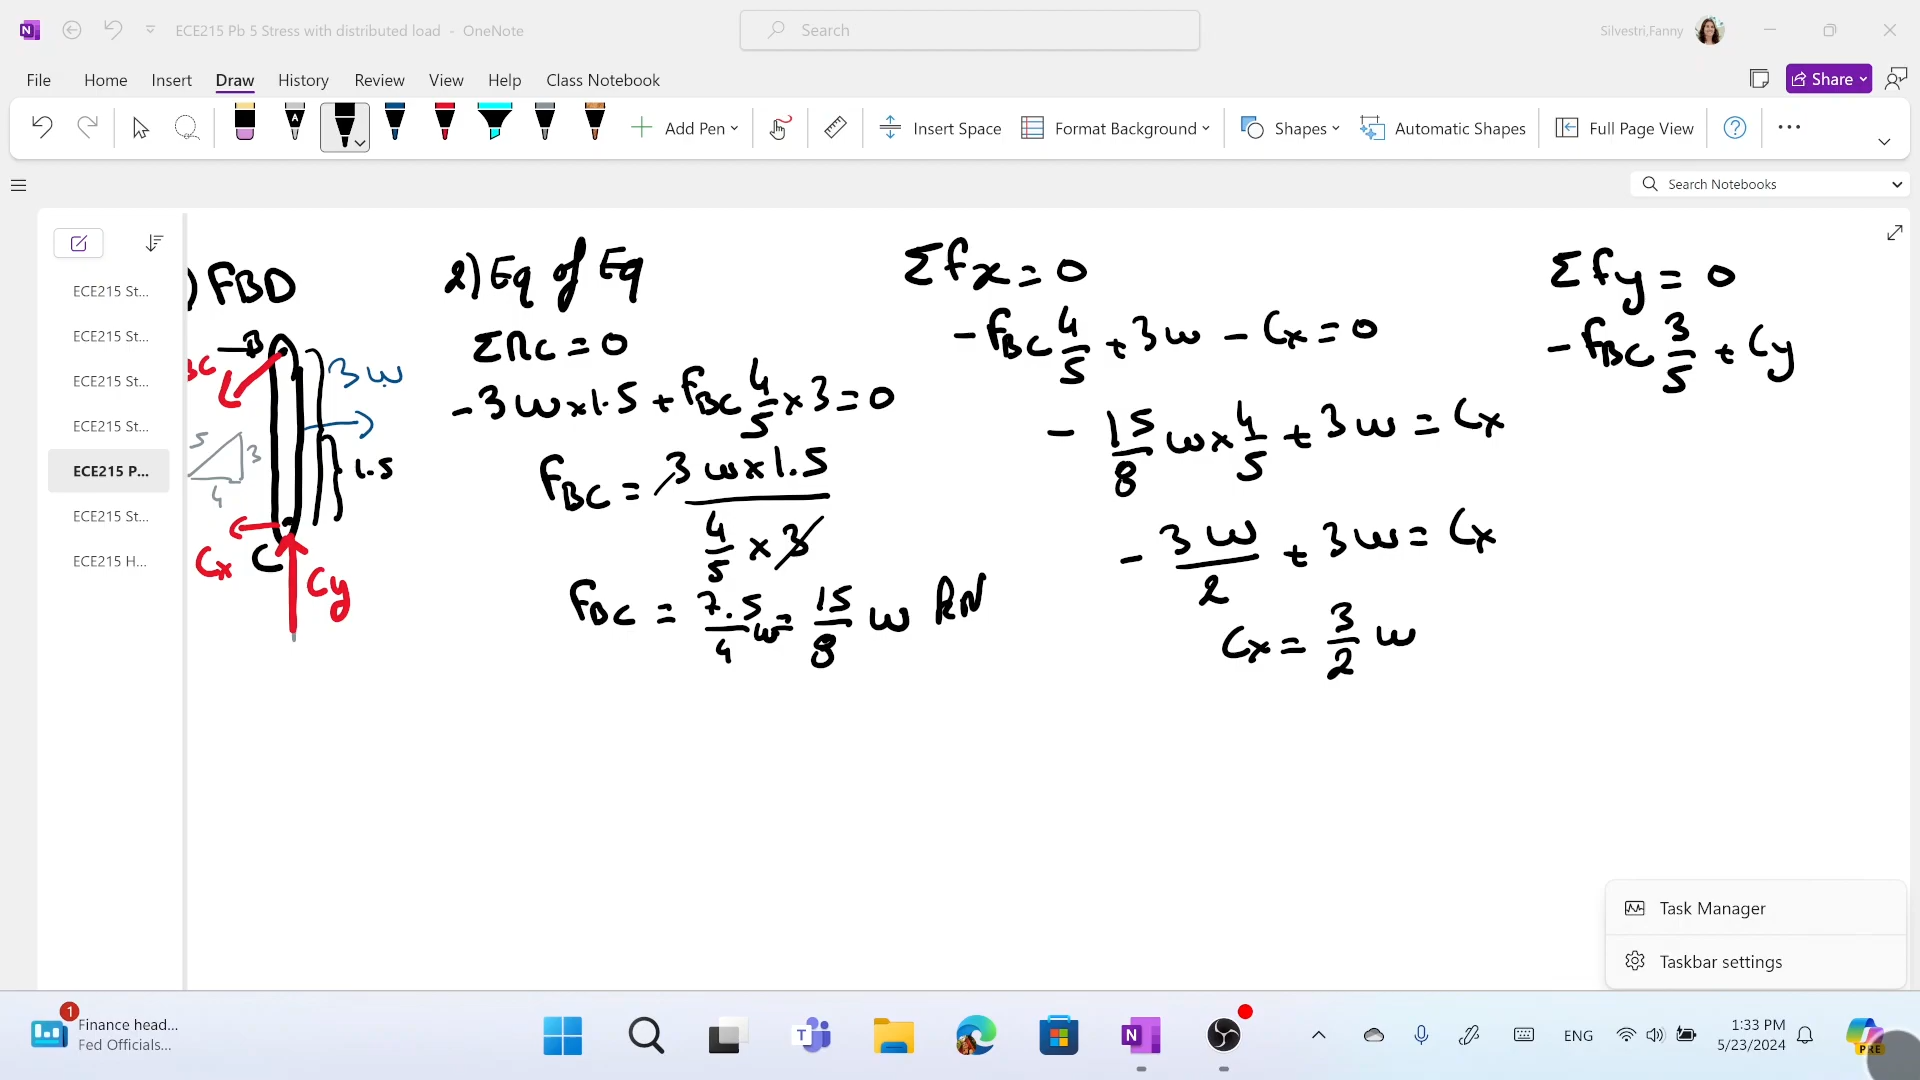 ECE215 Pb 5 Stress with distributed load - OneNote
Search
Silvestri,Fanny
File Home Insert Draw History Review View Help Class Notebook
Share
Add Pen
Insert Space
Format Background
Shapes
Automatic Shapes
Full Page View
Search Notebooks
ECE215 St...
ECE215 St...
ECE215 St...
ECE215 St...
ECE215 P...
ECE215 St...
ECE215 H...
) FBD
B
BC
3w
5
3
4
1.5
Cx
C
Cy
2) Eq of Eq
ΣMc = 0
-3w×1.5 + FBC 4/5 × 3 = 0
FBC = 3w×1.5 / (4/5 × 3)
FBC = 7.5/4 w = 15/8 w kN
Σfx = 0
-FBC 4/5 + 3w - Cx = 0
- 15/8 w × 4/5 + 3w = Cx
- 3w/2 + 3w = Cx
Cx = 3/2 w
Σfy = 0
-FBC 3/5 + Cy
Task Manager
Taskbar settings
1
Finance head...
Fed Officials...
ENG
1:33 PM
5/23/2024
PRE